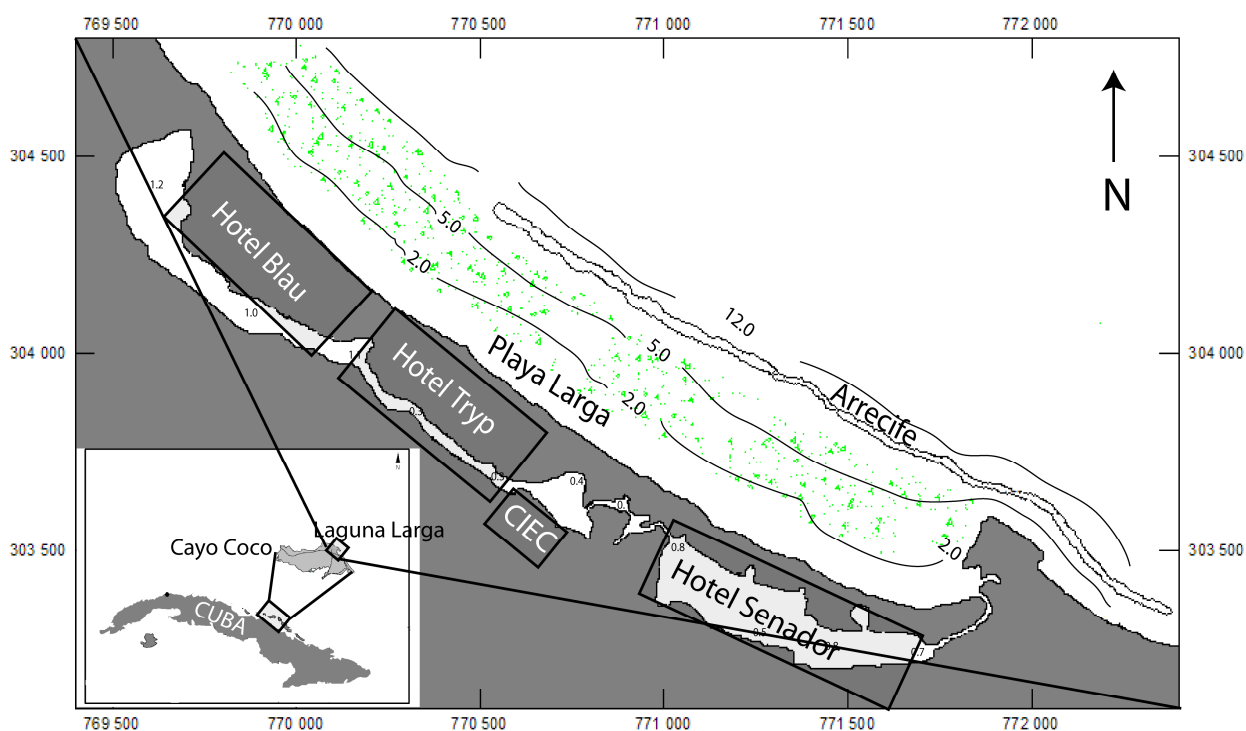 769 500 770 000 770 500 771 000 771 500 772 000
304 500
304 500
N
1.2
Hotel Blau
5.0
2.0
1.0
12.0
304 000
304 000
Hotel Tryp
Playa Larga
5.0
2.0
Arrecife
0.4
CIEC
303 500
303 500
2.0
0.8
Hotel Senador
0.5
0.7
N
Laguna Larga
Cayo Coco
CUBA
769 500 770 000 770 500 771 000 771 500 772 000